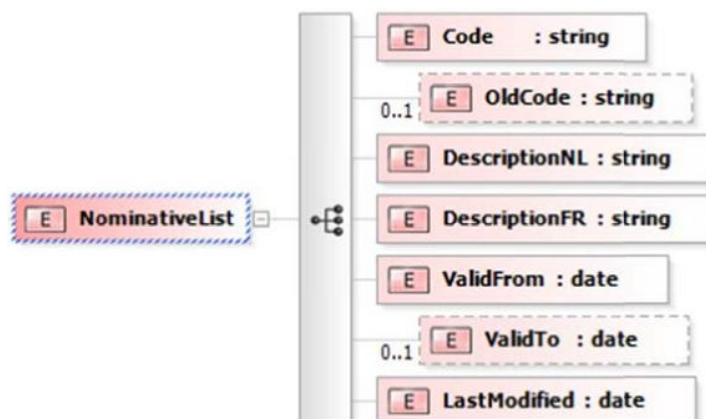 E Code : string
0..1 E OldCode : string
E DescriptionNL : string
E NominativeList
E DescriptionFR : string
E ValidFrom : date
0..1 E ValidTo : date
E LastModified : date